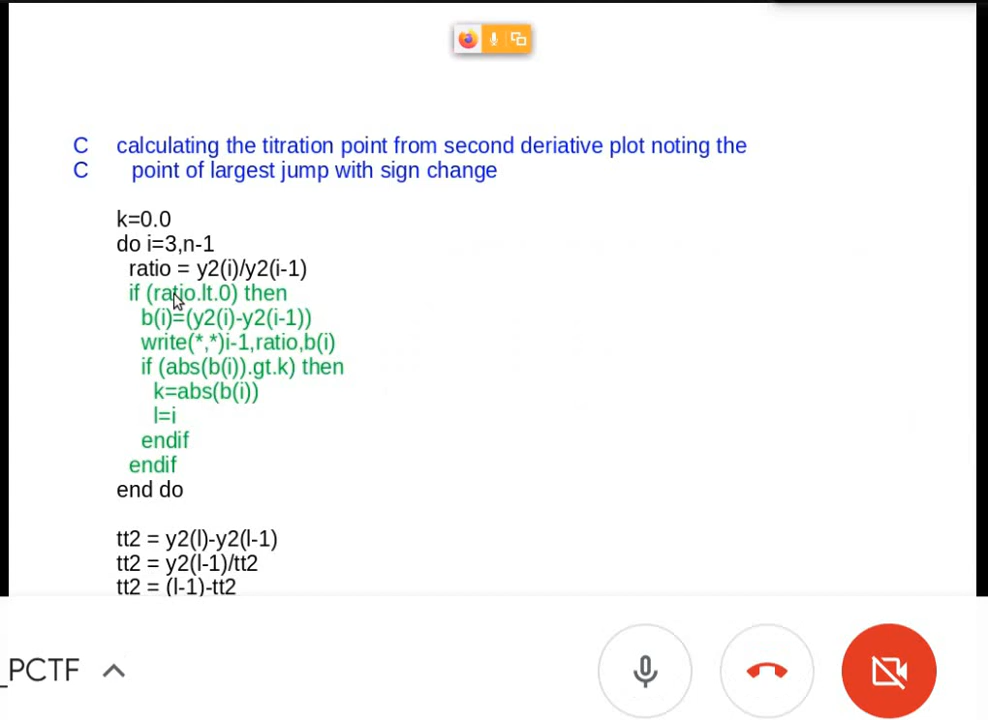 C calculating the titration point from second deriative plot noting the
C point of largest jump with sign change
k=0.0
do i=3,n-1
ratio = y2(i)/y2(i-1)
if (ratio.lt.0) then
b(i)=(y2(i)-y2(i-1))
write(*,*)i-1,ratio,b(i)
if (abs(b(i)).gt.k) then
k=abs(b(i))
l=i
endif
endif
end do
tt2 = y2(l)-y2(l-1)
tt2 = y2(l-1)/tt2
tt2 = (l-1)-tt2
_PCTF